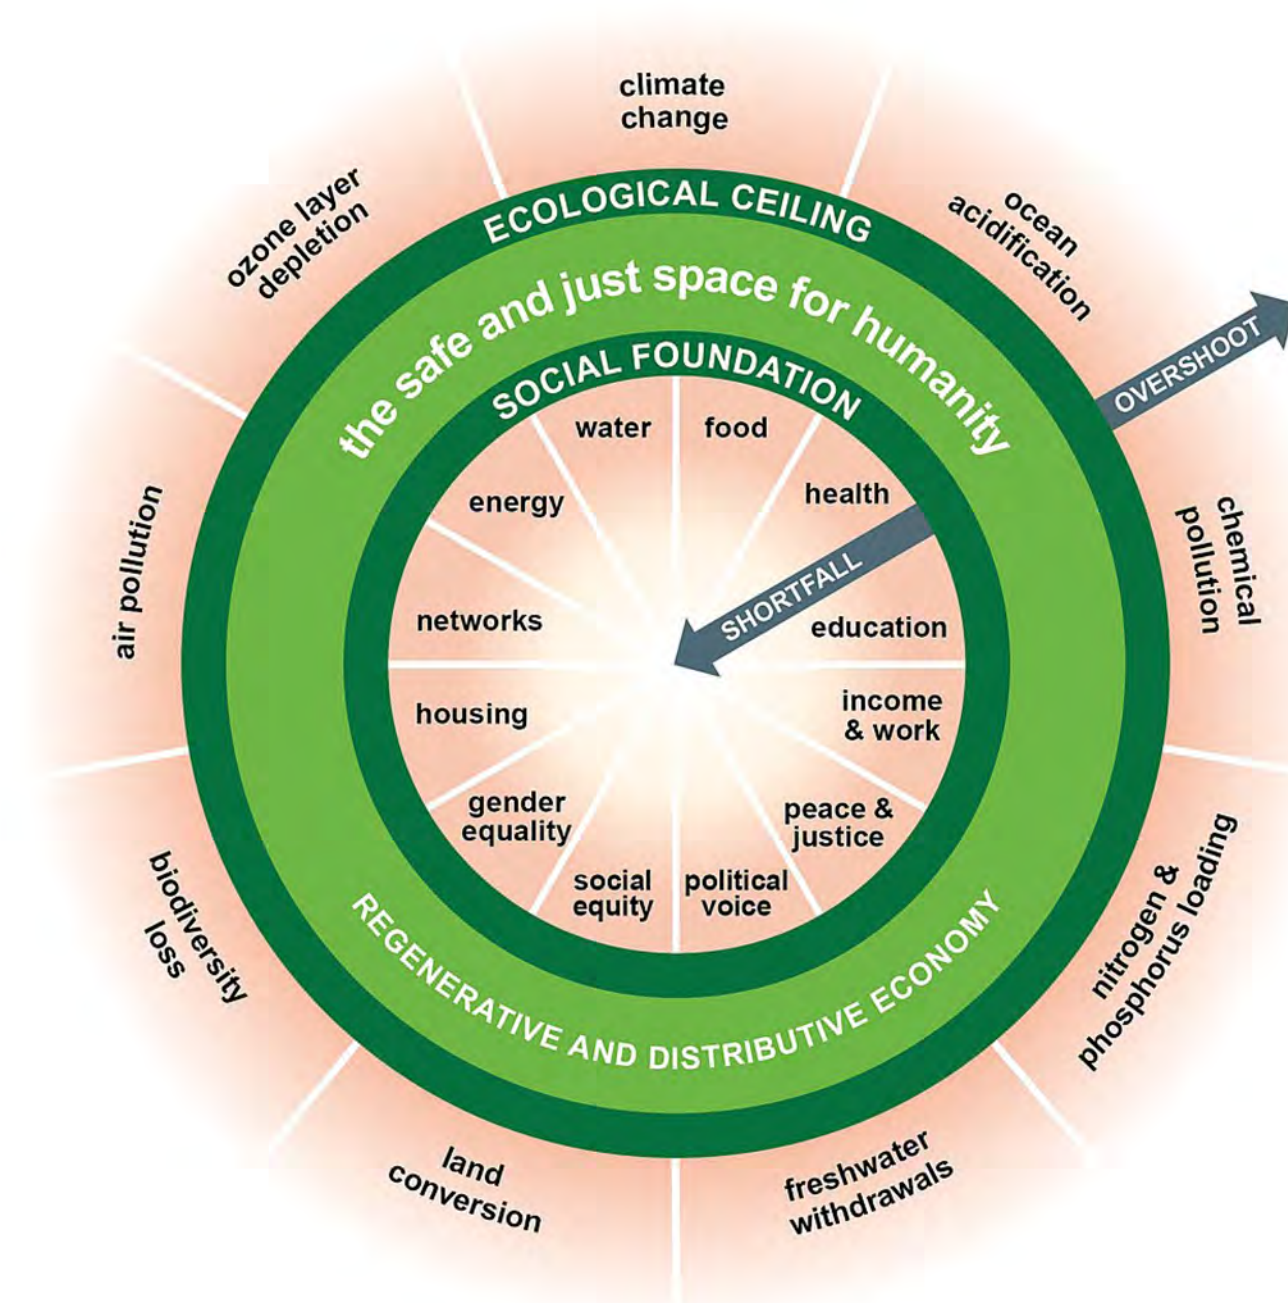 climate
change
ocean
acidification
OVERSHOOT
chemical
pollution
nitrogen &
phosphorus loading
freshwater
withdrawals
land
conversion
biodiversity
loss
air pollution
ozone layer
depletion
ECOLOGICAL CEILING
the safe and just space for humanity
SOCIAL FOUNDATION
water
food
energy
health
SHORTFALL
networks
education
housing
income
& work
gender
equality
peace &
justice
social
equity
political
voice
REGENERATIVE AND DISTRIBUTIVE ECONOMY